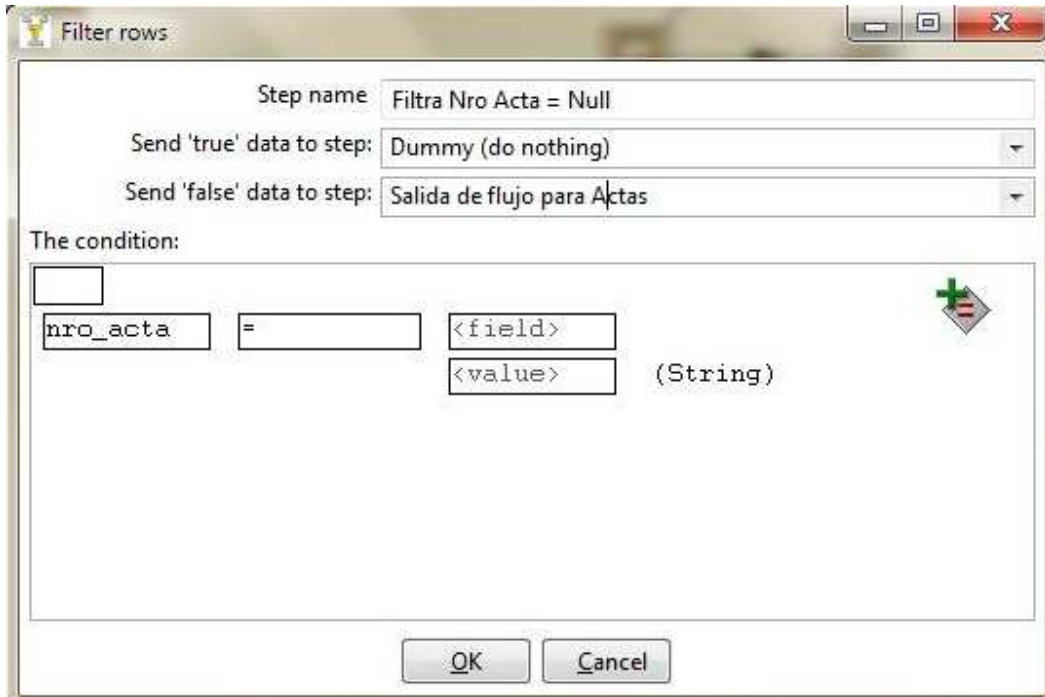 Filter rows
Step name Filtra Nro Acta = Null
Send 'true' data to step: Dummy (do nothing)
Send 'false' data to step: Salida de flujo para Actas
The condition:
nro_acta = <field>
<value> (String)
OK Cancel